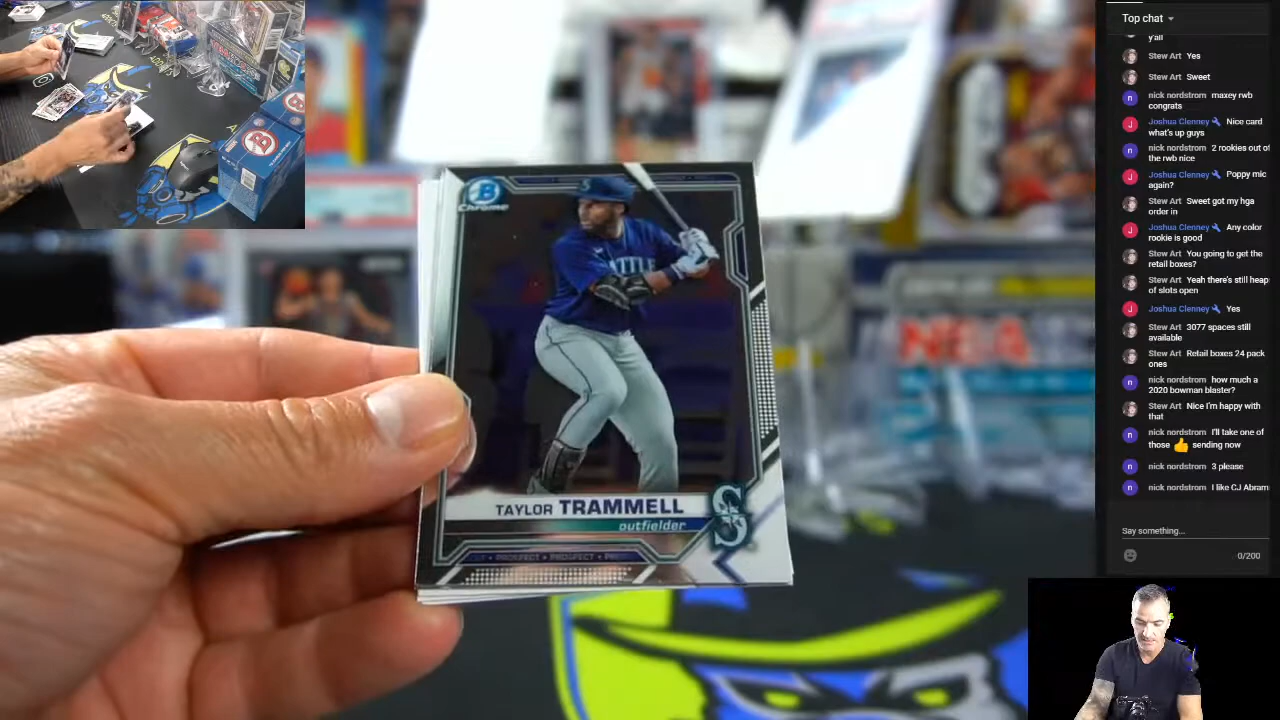 B
Chrome
SEATTLE
TAYLOR TRAMMELL
outfielder
PROSPECT • PROSPECT
S
NBA
B
Top chat
y'all
Stew Art Yes
Stew Art Sweet
n nick nordstrom maxey rwb
congrats
J Joshua Clenney Nice card
what's up guys
n nick nordstrom 2 rookies out of
the rwb nice
J Joshua Clenney Poppy mic
again?
Stew Art Sweet got my hga
order in
J Joshua Clenney Any color
rookie is good
Stew Art You going to get the
retail boxes?
Stew Art Yeah there's still heap
of slots open
J Joshua Clenney Yes
Stew Art 3077 spaces still
available
Stew Art Retail boxes 24 pack
ones
n nick nordstrom how much a
2020 bowman blaster?
Stew Art Nice I'm happy with
that
n nick nordstrom I'll take one of
those 👍 sending now
n nick nordstrom 3 please
n nick nordstrom I like CJ Abram
Say something...
0/200